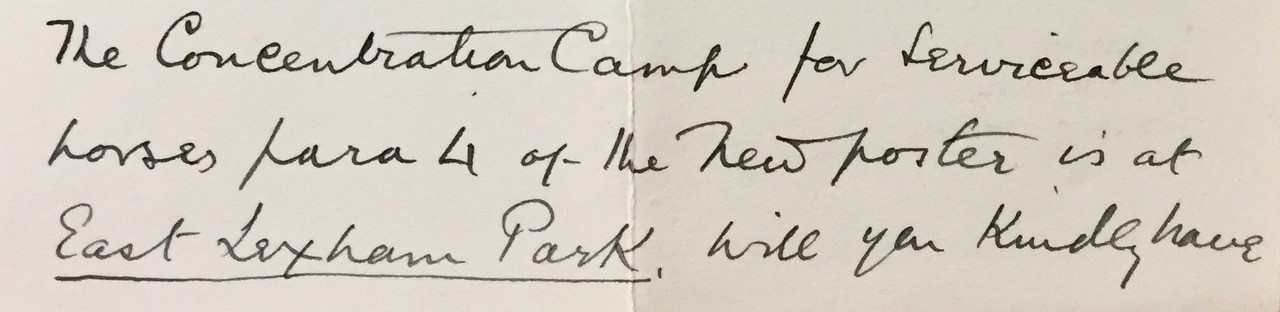 The Concentration Camp for Serviceable
horses para 4 of the New poster is at
East Lexham Park. Will you Kindly have